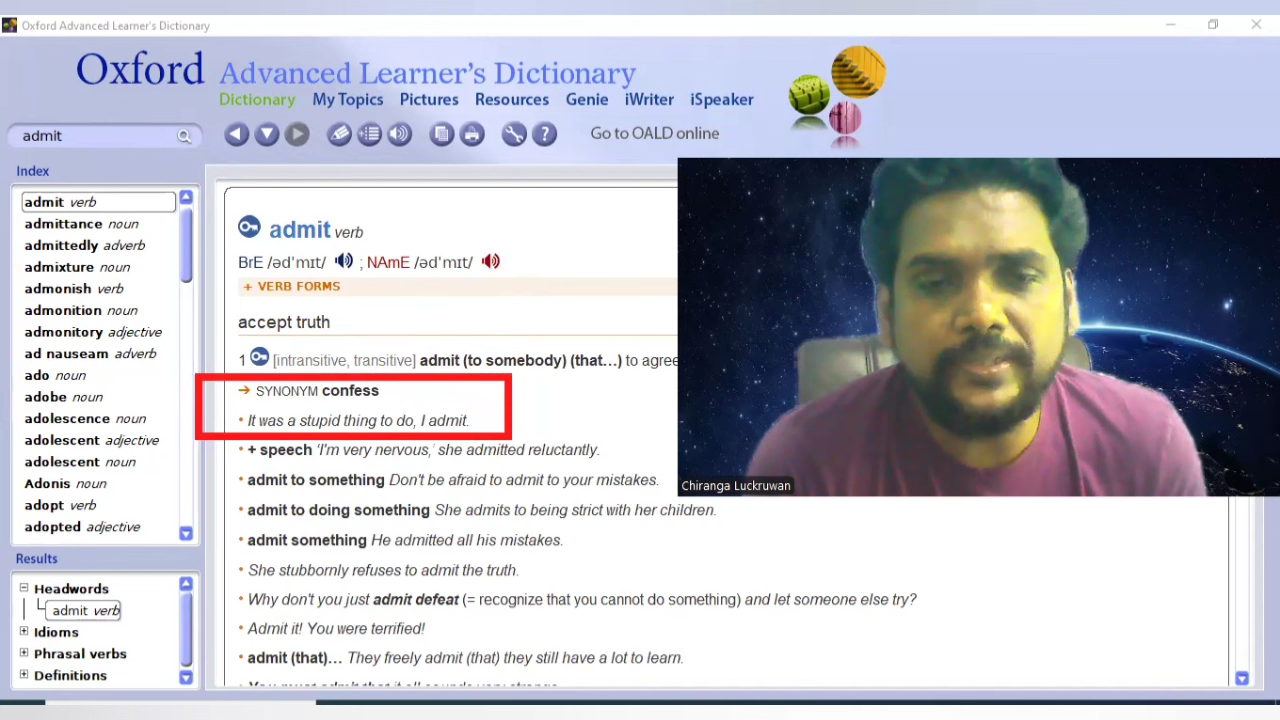 Oxford Advanced Learner's Dictionary
Oxford Advanced Learner's Dictionary
Dictionary My Topics Pictures Resources Genie iWriter iSpeaker
admit
Go to OALD online
Index
admit verb
admittance noun
admittedly adverb
admixture noun
admonish verb
admonition noun
admonitory adjective
ad nauseam adverb
ado noun
adobe noun
adolescence noun
adolescent adjective
adolescent noun
Adonis noun
adopt verb
adopted adjective
Results
Headwords
admit verb
Idioms
Phrasal verbs
Definitions
admit verb
BrE /ədˈmɪt/ ; NAmE /ədˈmɪt/
+ VERB FORMS
accept truth
1 [intransitive, transitive] admit (to somebody) (that…) to agree
→ SYNONYM confess
• It was a stupid thing to do, I admit.
• + speech ‘I'm very nervous,’ she admitted reluctantly.
• admit to something Don't be afraid to admit to your mistakes.
• admit to doing something She admits to being strict with her children.
• admit something He admitted all his mistakes.
• She stubbornly refuses to admit the truth.
• Why don't you just admit defeat (= recognize that you cannot do something) and let someone else try?
• Admit it! You were terrified!
• admit (that)… They freely admit (that) they still have a lot to learn.
Chiranga Luckruwan